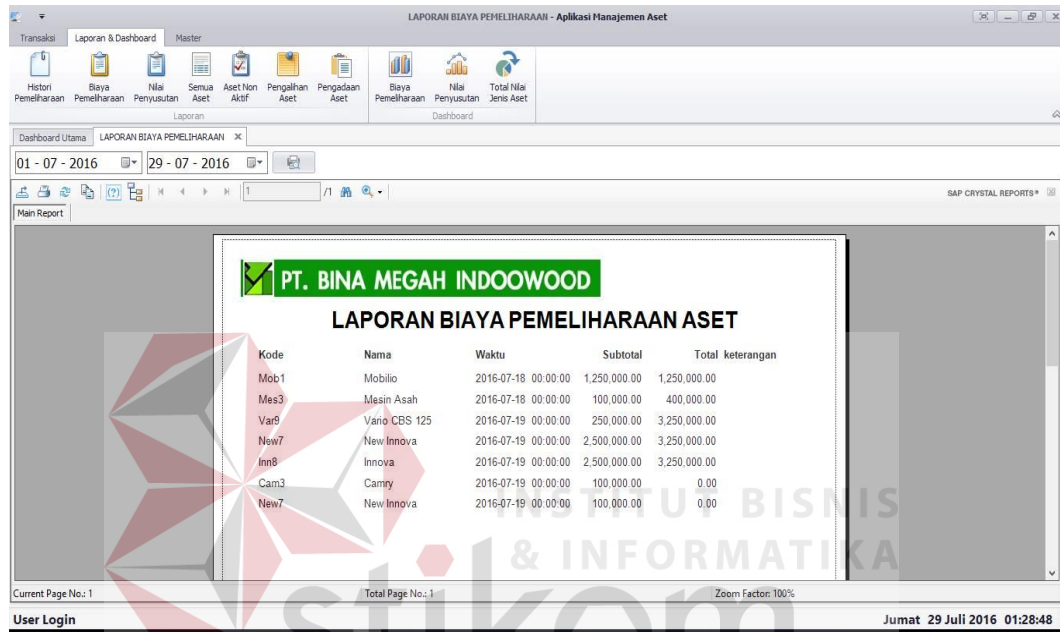 LAPORAN BIAYA PEMELIHARAAN - Aplikasi Manajemen Aset
Transaksi Laporan & Dashboard Master
Histori Pemeliharaan Biaya Pemeliharaan Nilai Penyusutan Semua Aset Aset Non Aktif Pengalihan Aset Pengadaan Aset Biaya Pemeliharaan Nilai Penyusutan Total Nilai Jenis Aset
Laporan Dashboard
Dashboard Utama LAPORAN BIAYA PEMELIHARAAN
01 - 07 - 2016 29 - 07 - 2016
1 /1 SAP CRYSTAL REPORTS®
Main Report
PT. BINA MEGAH INDOOWOOD
LAPORAN BIAYA PEMELIHARAAN ASET
Kode Nama Waktu Subtotal Total keterangan
Mob1 Mobilio 2016-07-18 00:00:00 1,250,000.00 1,250,000.00
Mes3 Mesin Asah 2016-07-18 00:00:00 100,000.00 400,000.00
Var9 Vario CBS 125 2016-07-19 00:00:00 250,000.00 3,250,000.00
New7 New Innova 2016-07-19 00:00:00 2,500,000.00 3,250,000.00
Inn8 Innova 2016-07-19 00:00:00 2,500,000.00 3,250,000.00
Cam3 Camry 2016-07-19 00:00:00 100,000.00 0.00
New7 New Innova 2016-07-19 00:00:00 100,000.00 0.00
INSTITUT BISNIS
& INFORMATIKA
stikom
Current Page No.: 1 Total Page No.: 1 Zoom Factor: 100%
User Login Jumat 29 Juli 2016 01:28:48